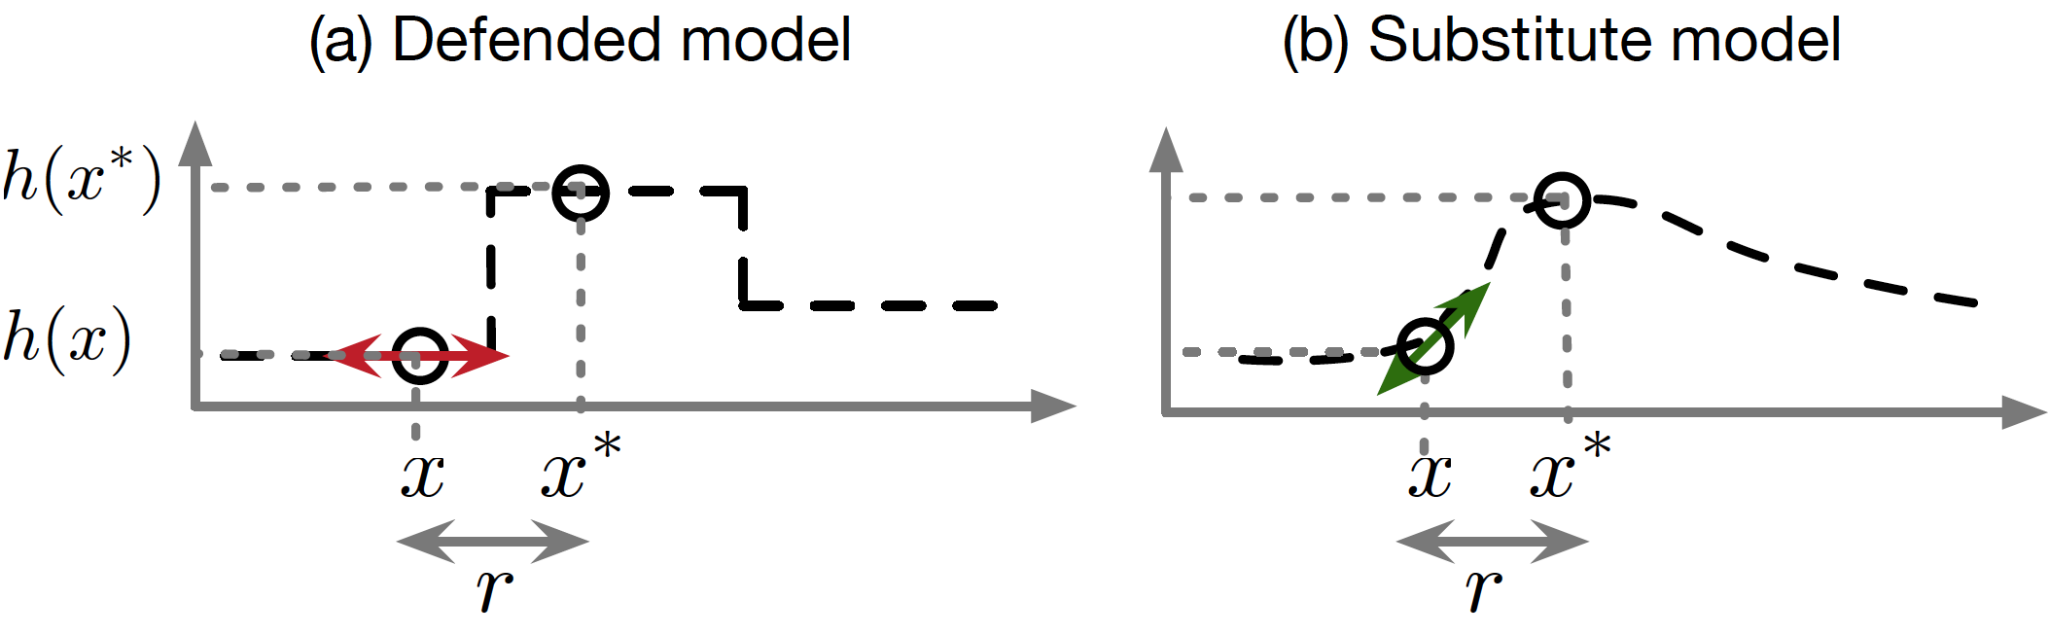 (a) Defended model
h(x*)
h(x)
x x*
r
(b) Substitute model
x x*
r